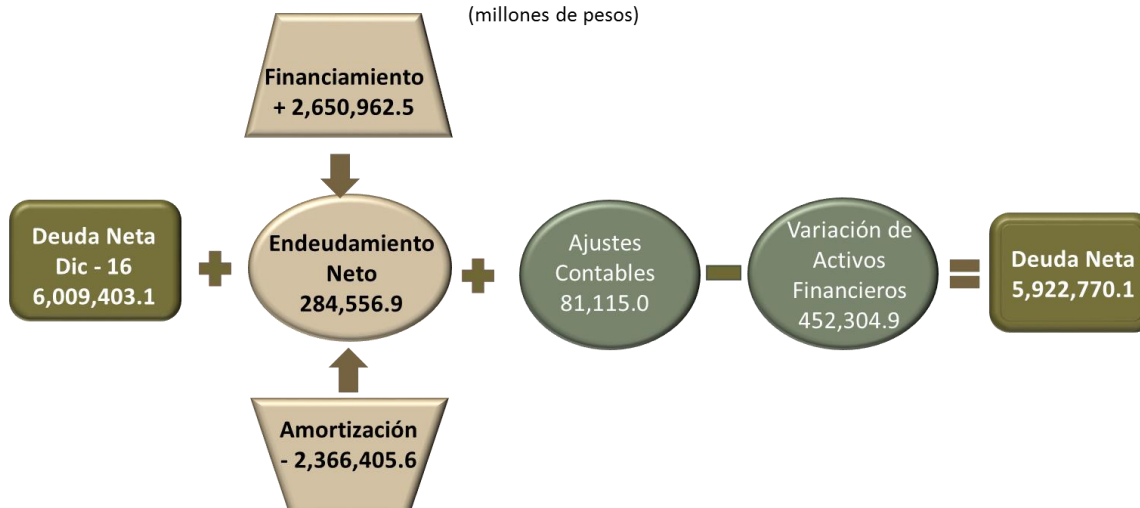 (millones de pesos)
Financiamiento
+ 2,650,962.5
Deuda Neta
Dic - 16
6,009,403.1
Endeudamiento
Neto
284,556.9
Ajustes
Contables
81,115.0
Variación de
Activos
Financieros
452,304.9
Deuda Neta
5,922,770.1
Amortización
- 2,366,405.6